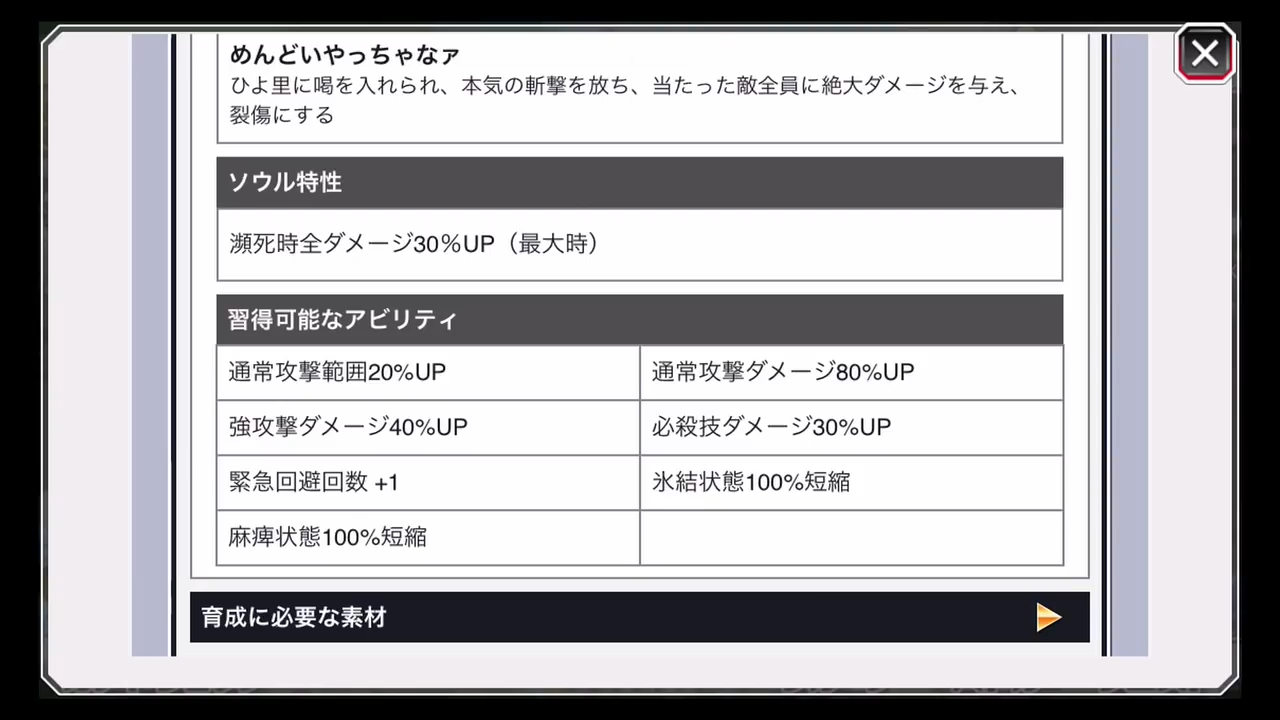 めんどいやっちゃなァ
ひよ里に喝を入れられ、本気の斬撃を放ち、当たった敵全員に絶大ダメージを与え、
裂傷にする
ソウル特性
瀕死時全ダメージ30%UP（最大時）
習得可能なアビリティ
通常攻撃範囲20%UP
通常攻撃ダメージ80%UP
強攻撃ダメージ40%UP
必殺技ダメージ30%UP
緊急回避回数 +1
氷結状態100%短縮
麻痺状態100%短縮
育成に必要な素材